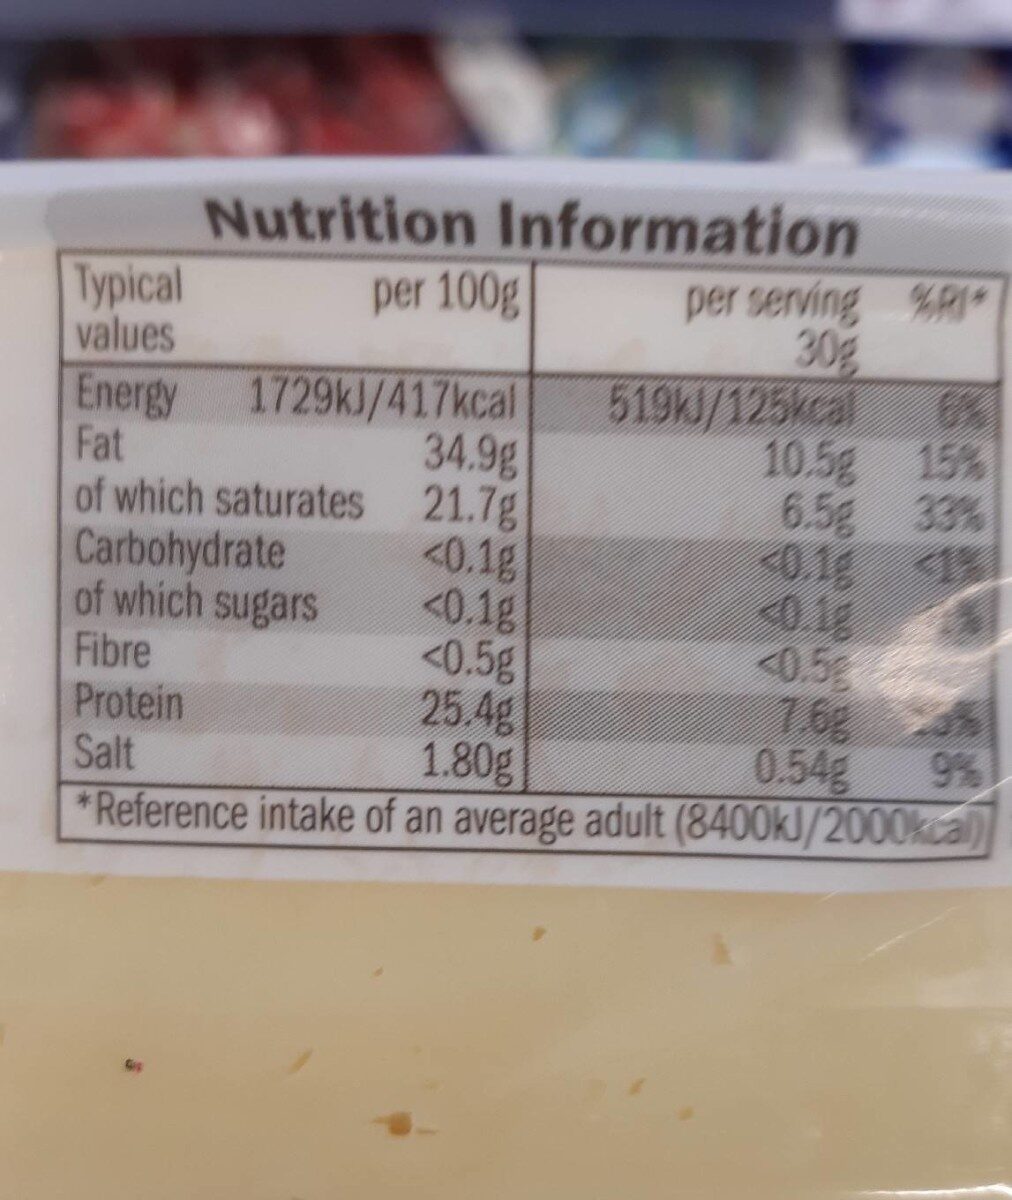 Nutrition Information
Typical values per 100g per serving 30g %RI*
Energy 1729kJ/417kcal 519kJ/125kcal 6%
Fat 34.9g 10.5g 15%
of which saturates 21.7g 6.5g 33%
Carbohydrate <0.1g <0.1g <1%
of which sugars <0.1g <0.1g
Fibre <0.5g <0.5g
Protein 25.4g 7.6g
Salt 1.80g 0.54g 9%
*Reference intake of an average adult (8400kJ/2000kcal)